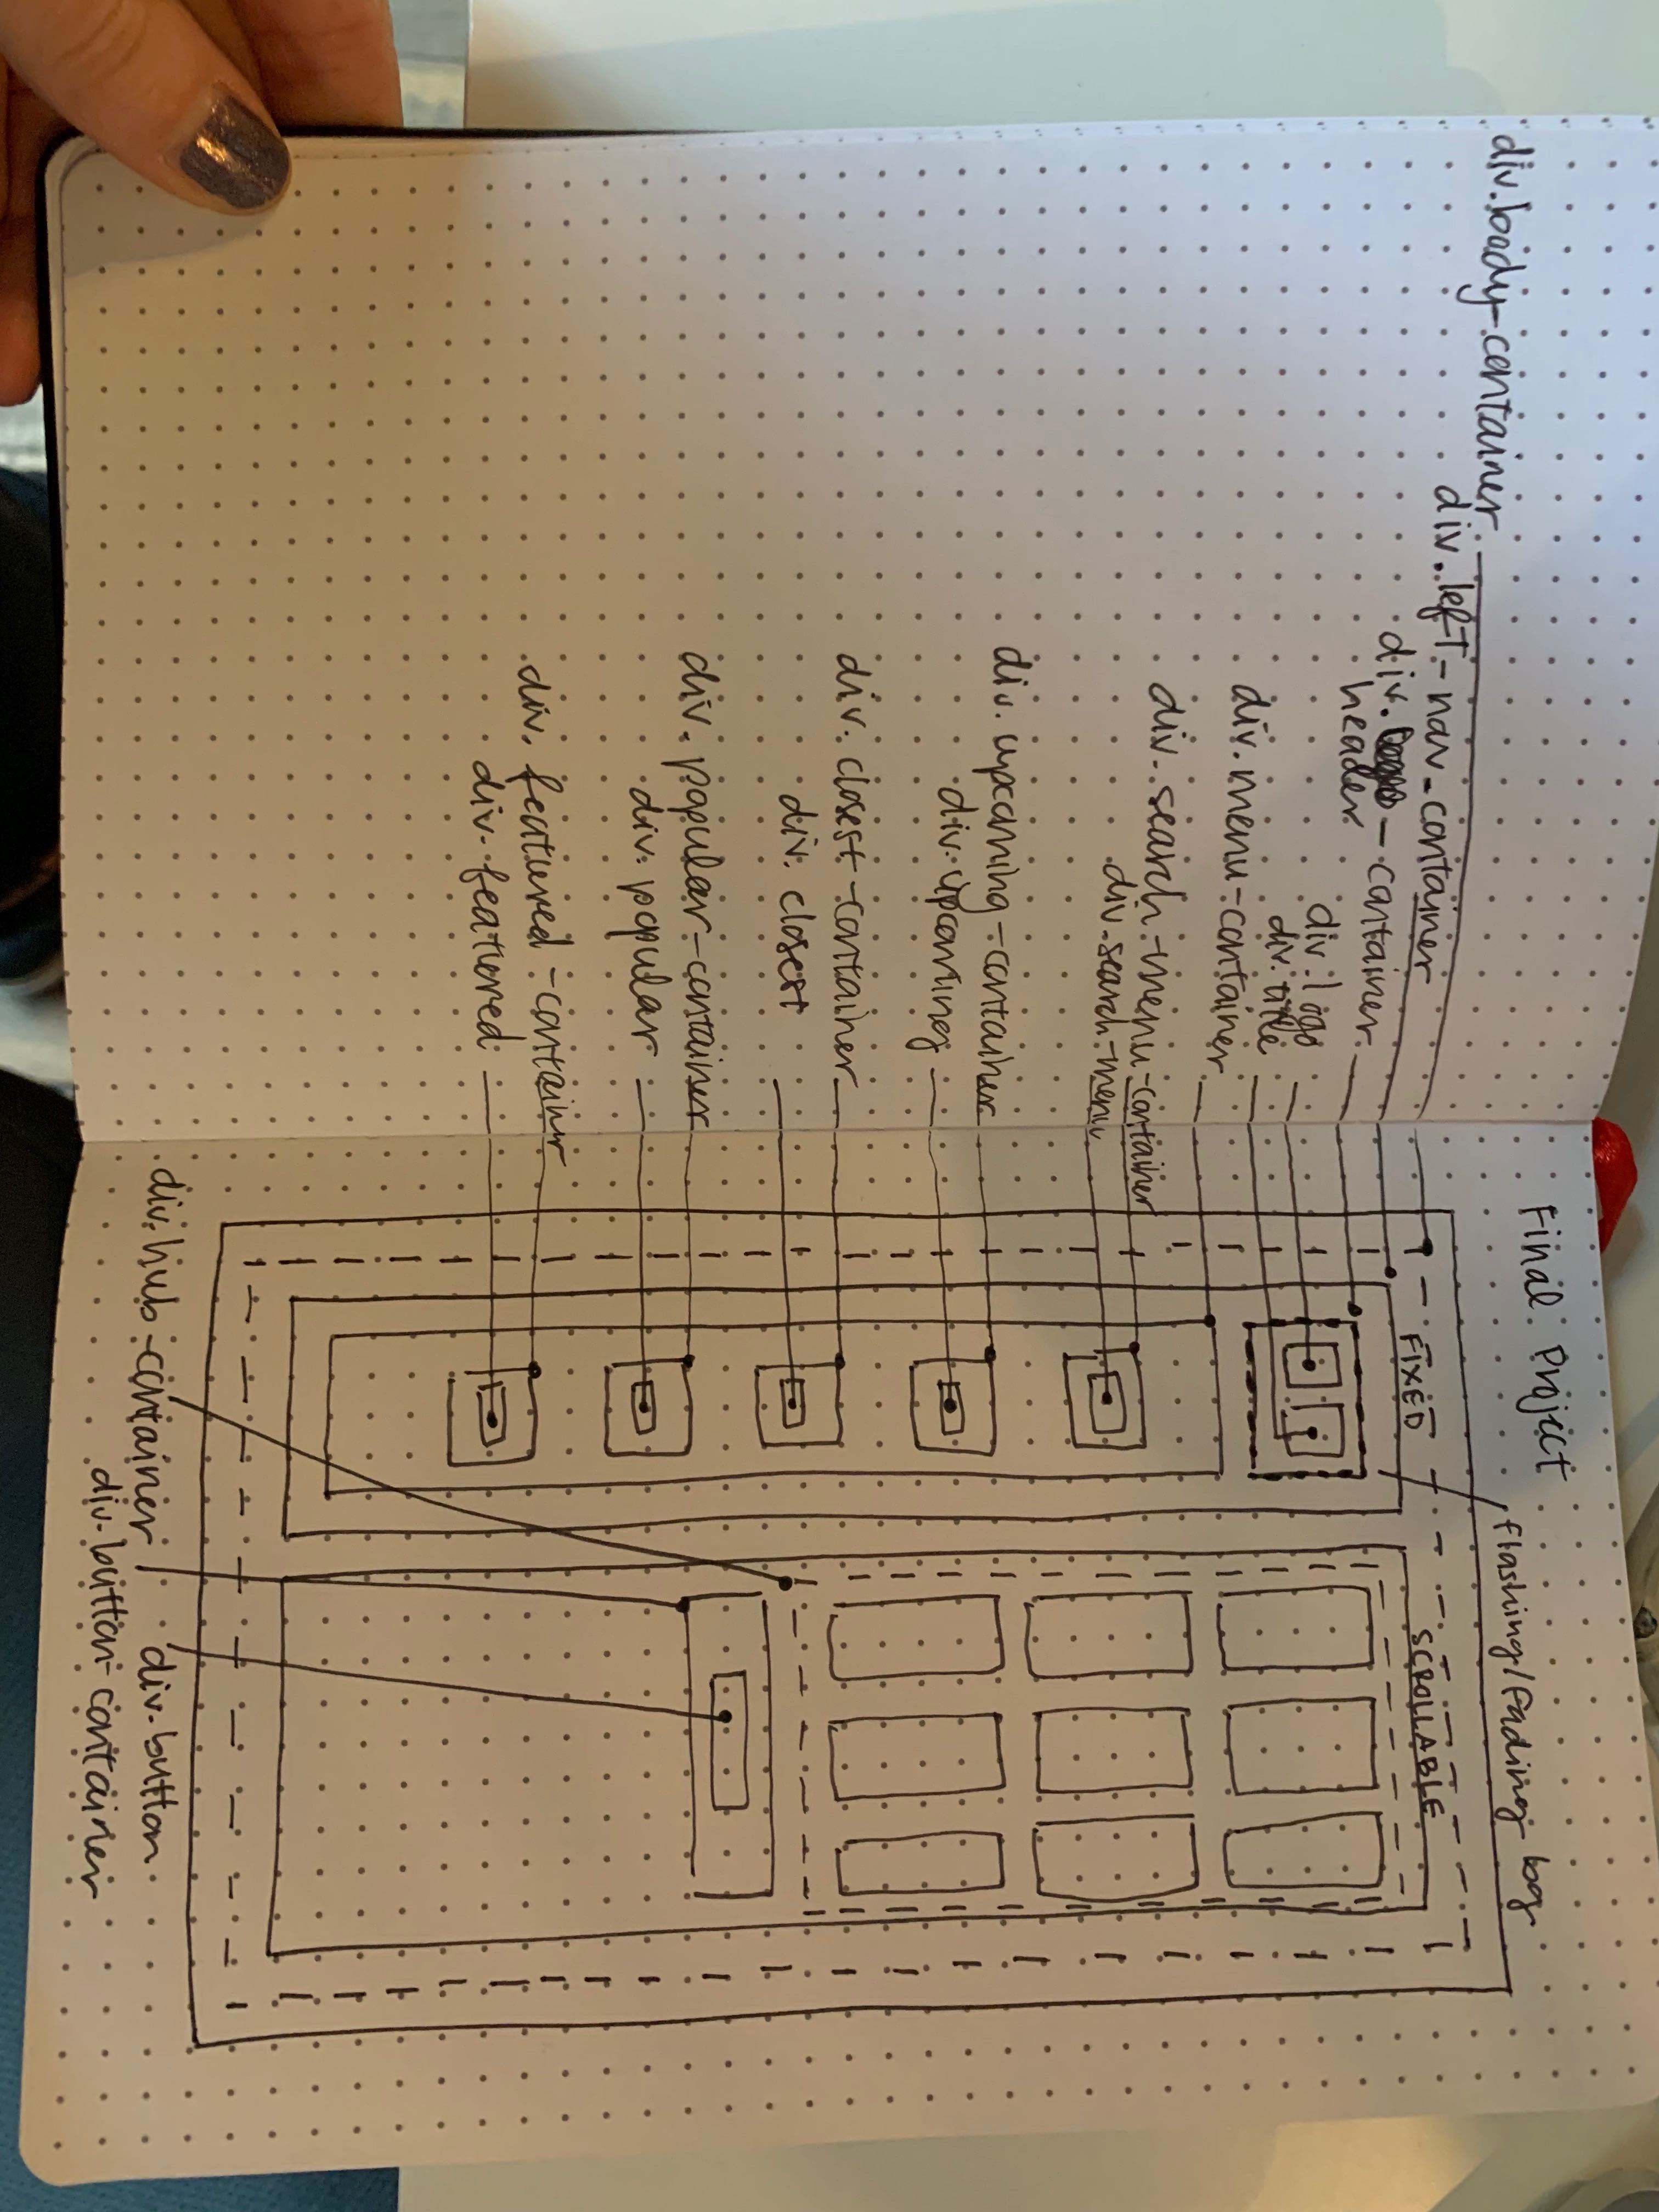 Final Project
div.body-container
div.left-nav-container
div. - container
header
div.logo
div.title
div.menu-container
div.search-menu-container
div.search-menu
div.upcoming-container
div.upcoming
div.closest-container
div.closest
div.popular-container
div.popular
div.featured-container
div.featured
FIXED
flashing/fading
SCROLLABLE
div.hub-container
div.button
div.button-container